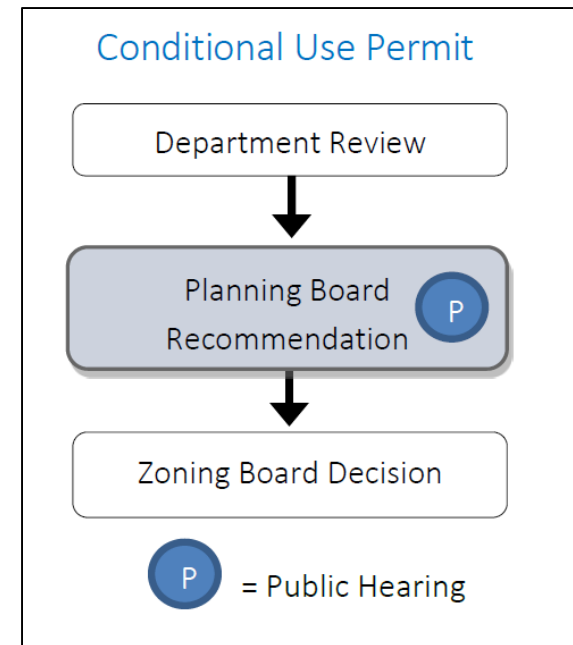 Conditional Use Permit
Department Review
Planning Board
Recommendation
P
Zoning Board Decision
P
= Public Hearing